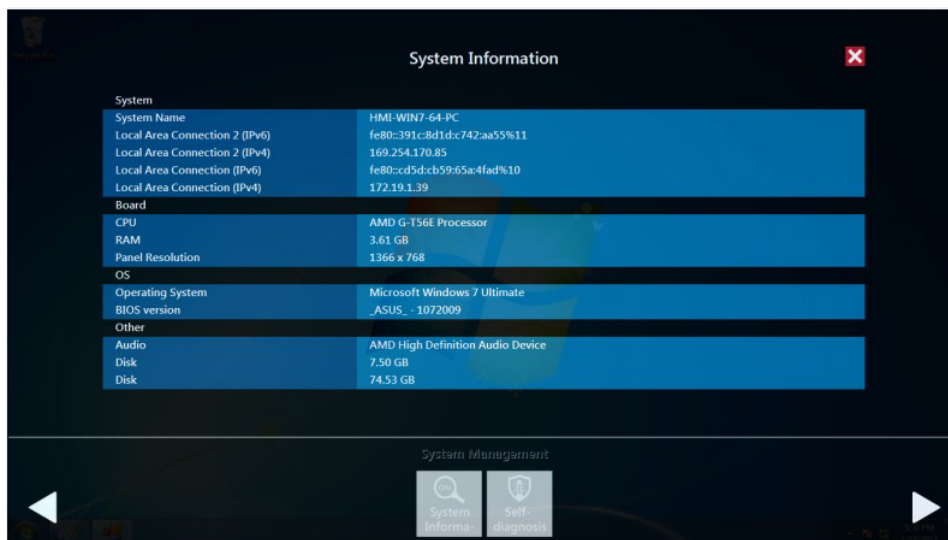 System Information
System
System Name HMI-WIN7-64-PC
Local Area Connection 2 (IPv6) fe80::391c:8d1d:c742:aa55%11
Local Area Connection 2 (IPv4) 169.254.170.85
Local Area Connection (IPv6) fe80::cd5d:cb59:65a:4fad%10
Local Area Connection (IPv4) 172.19.1.39
Board
CPU AMD G-T56E Processor
RAM 3.61 GB
Panel Resolution 1366 x 768
OS
Operating System Microsoft Windows 7 Ultimate
BIOS version _ASUS_ - 1072009
Other
Audio AMD High Definition Audio Device
Disk 7.50 GB
Disk 74.53 GB
System Management
CPU
System Informa-
Self-diagnosis